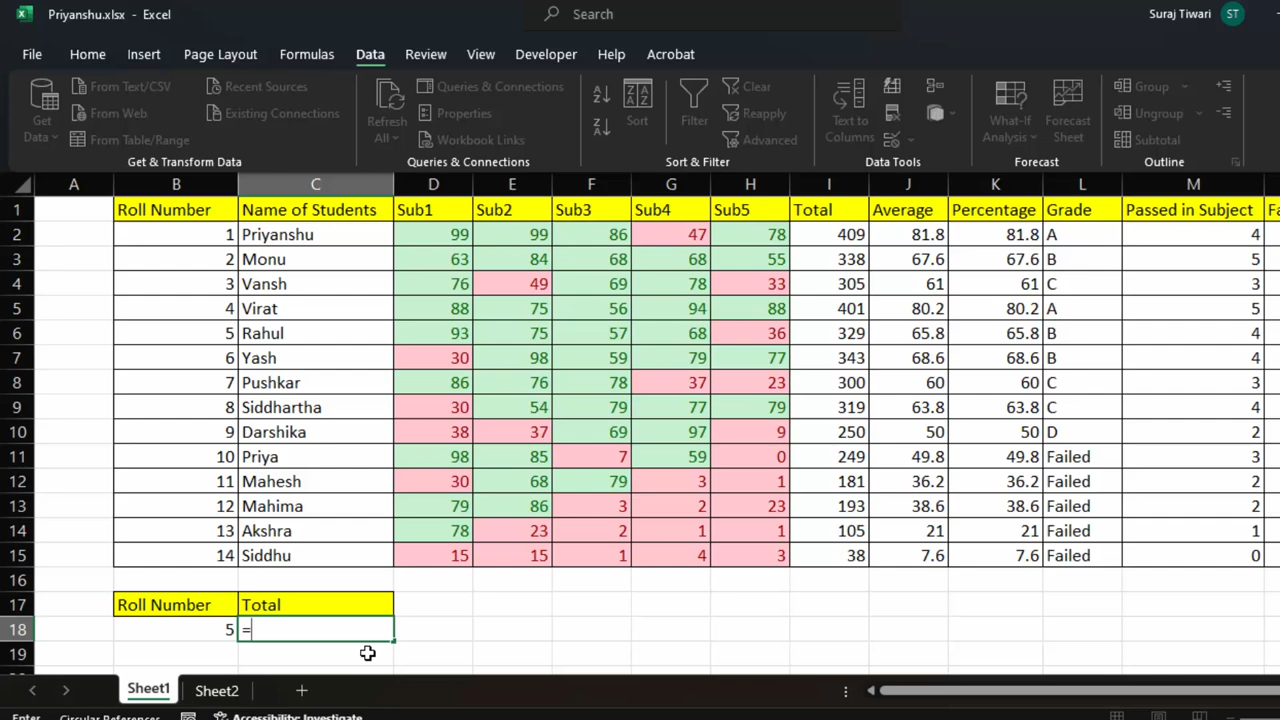 Priyanshu.xlsx - Excel
Search
Suraj Tiwari ST
File Home Insert Page Layout Formulas Data Review View Developer Help Acrobat
Get Data
From Text/CSV
From Web
From Table/Range
Recent Sources
Existing Connections
Get & Transform Data
Refresh All
Queries & Connections
Properties
Workbook Links
Queries & Connections
Sort
Filter
Clear
Reapply
Advanced
Sort & Filter
Text to Columns
Data Tools
What-If Analysis
Forecast Sheet
Forecast
Group
Ungroup
Subtotal
Outline
A B C D E F G H I J K L M
1 Roll Number Name of Students Sub1 Sub2 Sub3 Sub4 Sub5 Total Average Percentage Grade Passed in Subject Fa
2 1 Priyanshu 99 99 86 47 78 409 81.8 81.8 A 4
3 2 Monu 63 84 68 68 55 338 67.6 67.6 B 5
4 3 Vansh 76 49 69 78 33 305 61 61 C 3
5 4 Virat 88 75 56 94 88 401 80.2 80.2 A 5
6 5 Rahul 93 75 57 68 36 329 65.8 65.8 B 4
7 6 Yash 30 98 59 79 77 343 68.6 68.6 B 4
8 7 Pushkar 86 76 78 37 23 300 60 60 C 3
9 8 Siddhartha 30 54 79 77 79 319 63.8 63.8 C 4
10 9 Darshika 38 37 69 97 9 250 50 50 D 2
11 10 Priya 98 85 7 59 0 249 49.8 49.8 Failed 3
12 11 Mahesh 30 68 79 3 1 181 36.2 36.2 Failed 2
13 12 Mahima 79 86 3 2 23 193 38.6 38.6 Failed 2
14 13 Akshra 78 23 2 1 1 105 21 21 Failed 1
15 14 Siddhu 15 15 1 4 3 38 7.6 7.6 Failed 0
16
17 Roll Number Total
18 5 =
19
Sheet1 Sheet2
Enter Circular References Accessibility: Investigate